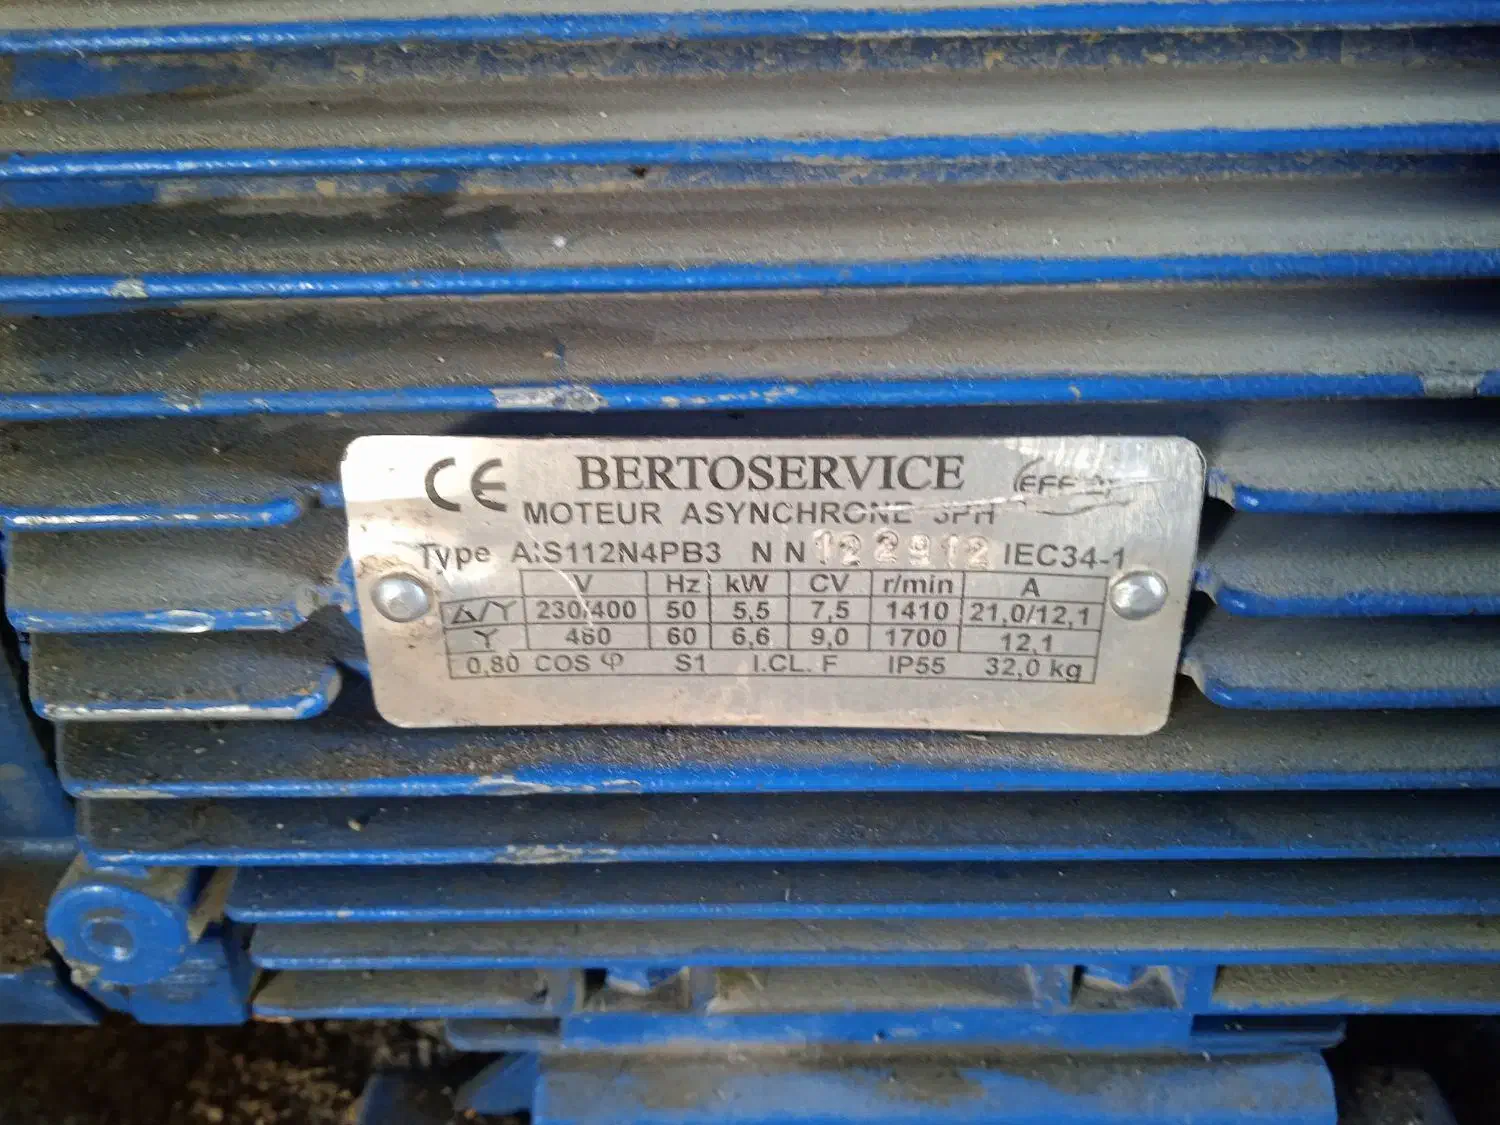 CE BERTOSERVICE EFF 2
MOTEUR ASYNCHRONE 3PH
Type A:S112N4PB3 N N 122912 IEC34-1
V Hz kW CV r/min A
Δ/Y 230/400 50 5,5 7,5 1410 21,0/12,1
Y 460 60 6,6 9,0 1700 12,1
0,80 COS φ S1 I.CL. F IP55 32,0 kg